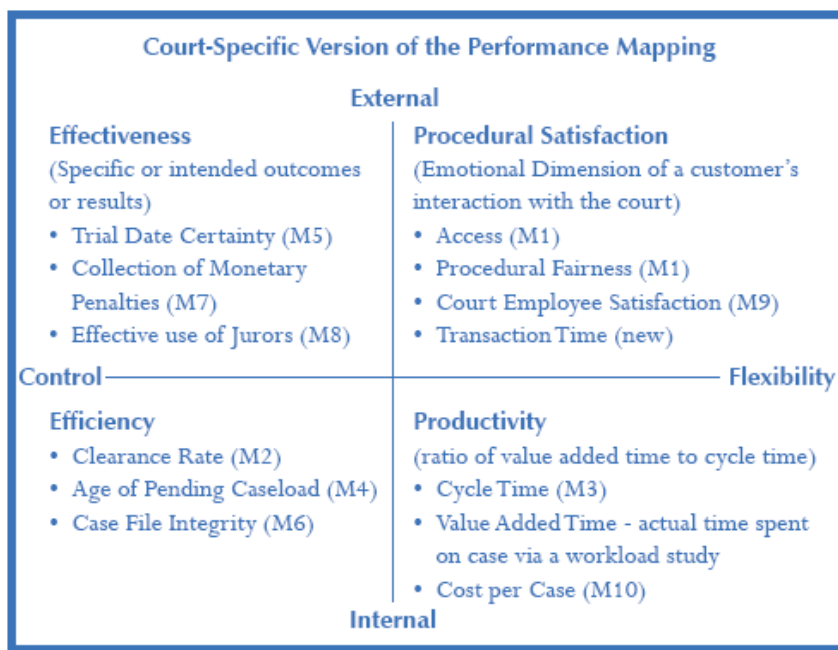 Court-Specific Version of the Performance Mapping
External
Effectiveness
(Specific or intended outcomes
or results)
• Trial Date Certainty (M5)
• Collection of Monetary
Penalties (M7)
• Effective use of Jurors (M8)
Procedural Satisfaction
(Emotional Dimension of a customer's
interaction with the court)
• Access (M1)
• Procedural Fairness (M1)
• Court Employee Satisfaction (M9)
• Transaction Time (new)
Control
Flexibility
Efficiency
• Clearance Rate (M2)
• Age of Pending Caseload (M4)
• Case File Integrity (M6)
Productivity
(ratio of value added time to cycle time)
• Cycle Time (M3)
• Value Added Time - actual time spent
on case via a workload study
• Cost per Case (M10)
Internal